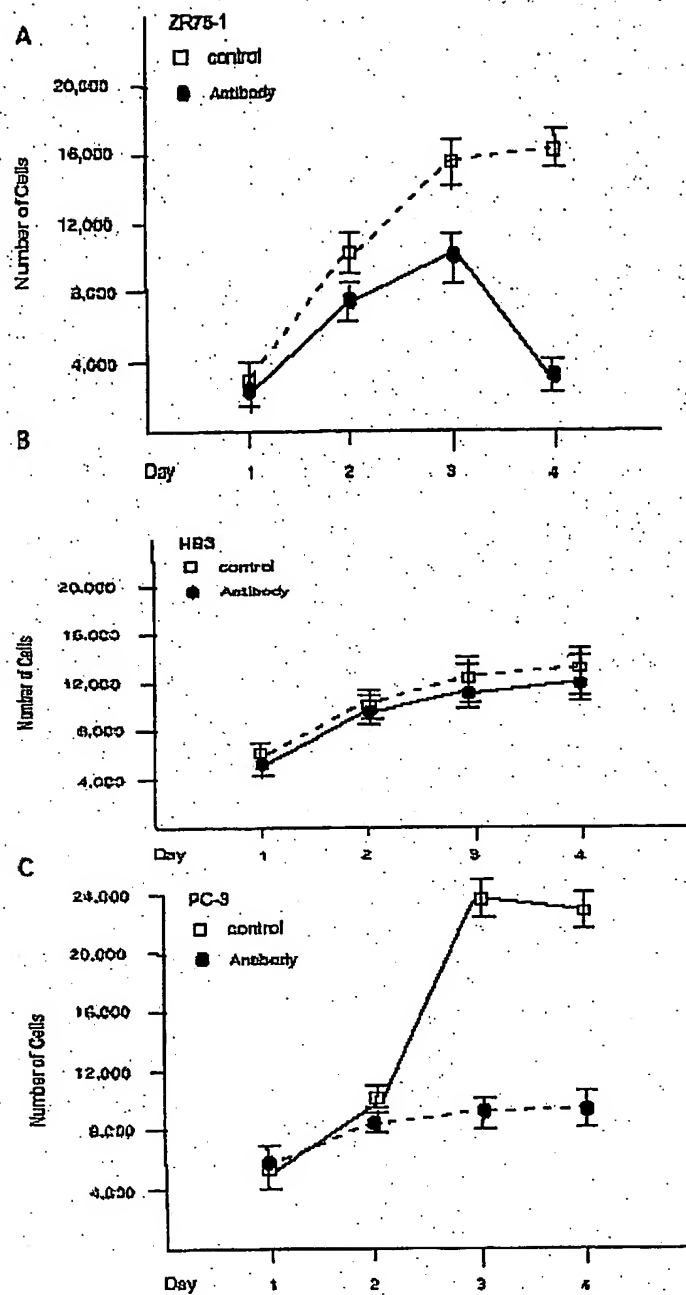 A
ZR75-1
control
Antibody
20,000
16,000
12,000
8,000
4,000
Number of Cells
Day 1 2 3 4
B
HB3
control
Antibody
20.000
16.000
12,000
8,000
4,000
Number of Cells
Day 1 2 3 4
C
PC-3
control
Antibody
24,000
20,000
16,000
12,000
8,000
4,000
Number of Cells
Day 1 2 3 4